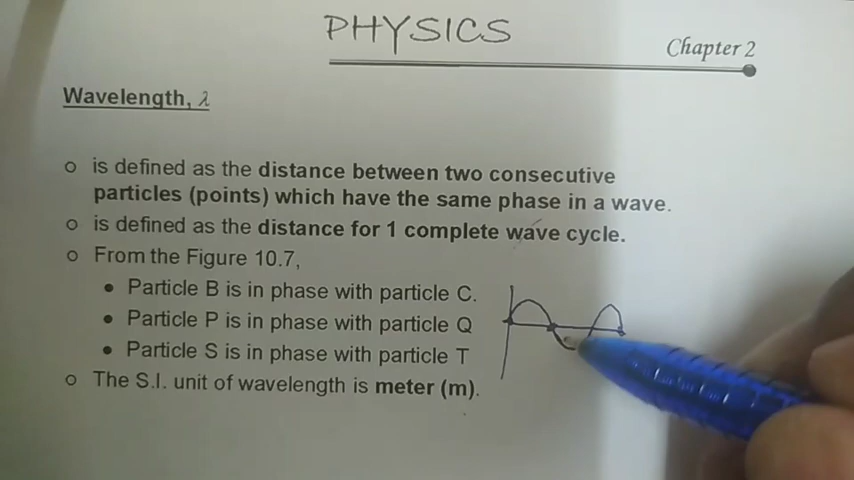 PHYSICS
Chapter 2
Wavelength, λ
is defined as the distance between two consecutive
particles (points) which have the same phase in a wave.
is defined as the distance for 1 complete wave cycle.
From the Figure 10.7,
Particle B is in phase with particle C.
Particle P is in phase with particle Q
Particle S is in phase with particle T
The S.I. unit of wavelength is meter (m).